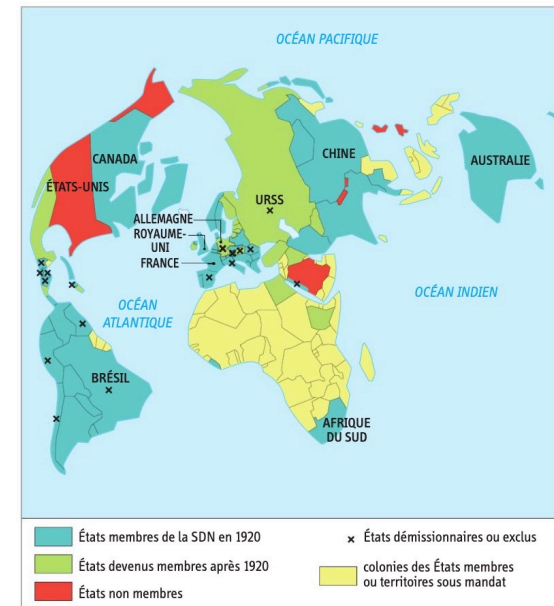 OCÉAN PACIFIQUE
CANADA
CHINE
AUSTRALIE
ÉTATS-UNIS
URSS
ALLEMAGNE
ROYAUME-
UNI
FRANCE
OCÉAN
ATLANTIQUE
OCÉAN INDIEN
BRÉSIL
AFRIQUE
DU SUD
États membres de la SDN en 1920
États devenus membres après 1920
États non membres
× États démissionnaires ou exclus
colonies des États membres
ou territoires sous mandat